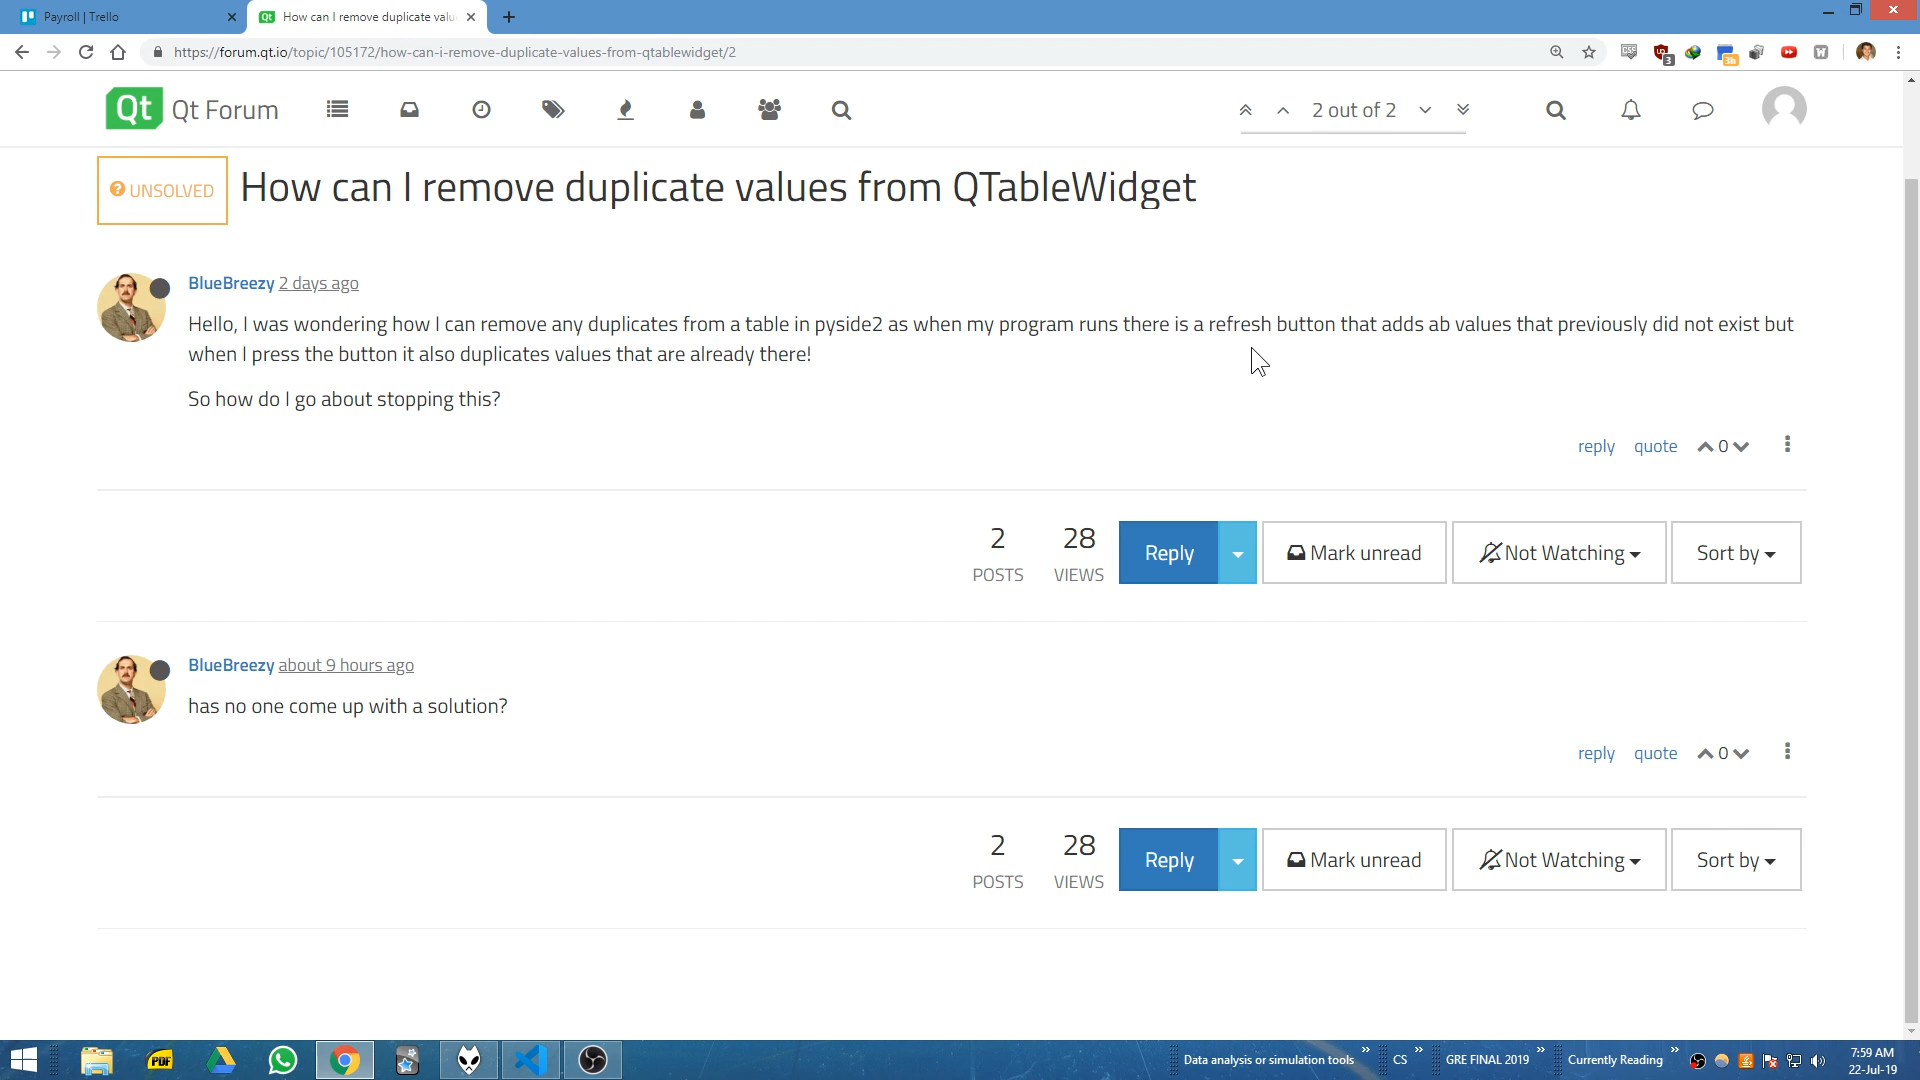 Payroll | Trello
How can I remove duplicate valu
https://forum.qt.io/topic/105172/how-can-i-remove-duplicate-values-from-qtablewidget/2
CSS
3
3h
W
Qt Qt Forum
2 out of 2
UNSOLVED How can I remove duplicate values from QTableWidget
BlueBreezy 2 days ago
Hello, I was wondering how I can remove any duplicates from a table in pyside2 as when my program runs there is a refresh button that adds ab values that previously did not exist but
when I press the button it also duplicates values that are already there!
So how do I go about stopping this?
reply quote 0
2 28 Reply Mark unread Not Watching Sort by
POSTS VIEWS
BlueBreezy about 9 hours ago
has no one come up with a solution?
reply quote 0
2 28 Reply Mark unread Not Watching Sort by
POSTS VIEWS
PDF
Data analysis or simulation tools » CS » GRE FINAL 2019 » Currently Reading »
7:59 AM
22-Jul-19